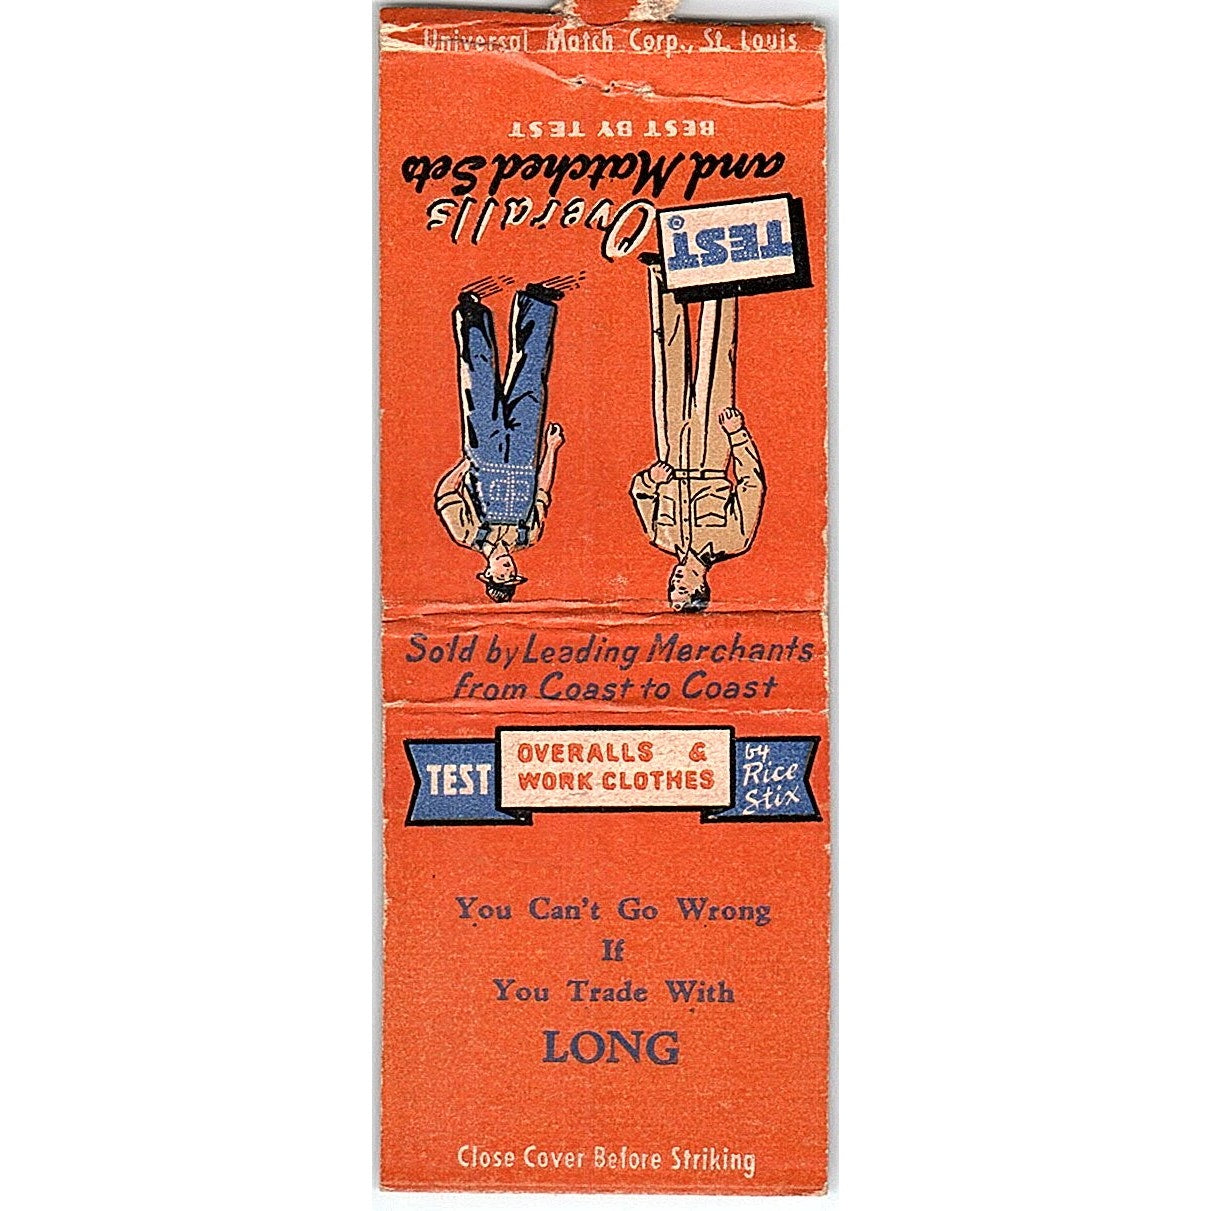 Universal Match Corp., St. Louis
TEST®
Overalls
and Matched Sets
BEST BY TEST
Sold by Leading Merchants
from Coast to Coast
TEST OVERALLS & WORK CLOTHES by Rice Stix
You Can't Go Wrong
If
You Trade With
LONG
Close Cover Before Striking